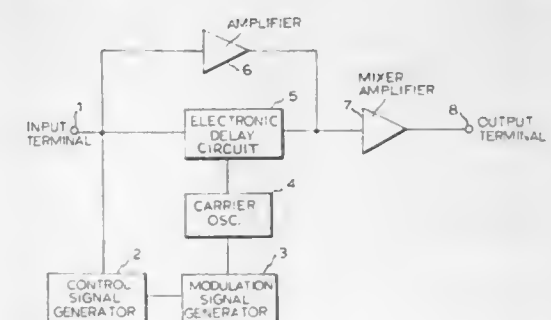 AMPLIFIER
6
MIXER
AMPLIFIER
1
5
7
8
INPUT
TERMINAL
ELECTRONIC
DELAY
CIRCUIT
OUTPUT
TERMINAL
4
CARRIER
OSC.
2
3
CONTROL
SIGNAL
GENERATOR
MODULATION
SIGNAL
GENERATOR